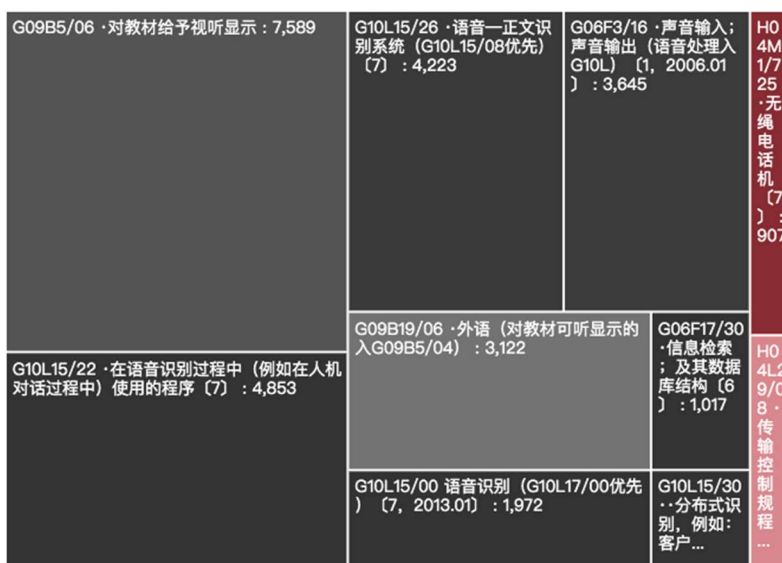 G09B5/06 ·对教材给予视听显示 : 7,589
G10L15/22 ·在语音识别过程中（例如在人机
对话过程中）使用的程序〔7〕 : 4,853
G10L15/26 ·语音—正文识
别系统（G10L15/08优先）
〔7〕 : 4,223
G06F3/16 ·声音输入；
声音输出（语音处理入
G10L）〔1，2006.01
〕 : 3,645
G09B19/06 ·外语（对教材可听显示的
入G09B5/04） : 3,122
G06F17/30
·信息检索
；及其数据
库结构〔6
〕 : 1,017
G10L15/00 语音识别（G10L17/00优先
）〔7，2013.01〕 : 1,972
G10L15/30
··分布式识
别，例如：
客户...
H0
4M
1/7
25
·无
绳
电
话
机
〔7
〕 :
907
H0
4L2
9/0
8 ·
传
输
控
制
规
程
...